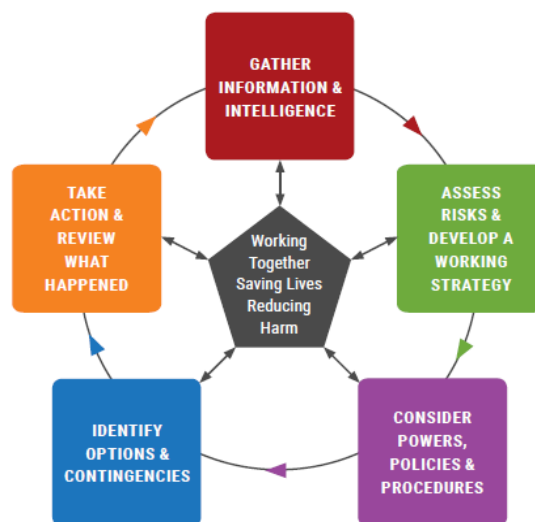 GATHER
INFORMATION &
INTELLIGENCE
ASSESS
RISKS &
DEVELOP A
WORKING
STRATEGY
CONSIDER
POWERS,
POLICIES &
PROCEDURES
IDENTIFY
OPTIONS &
CONTINGENCIES
TAKE
ACTION &
REVIEW
WHAT
HAPPENED
Working
Together
Saving Lives
Reducing
Harm